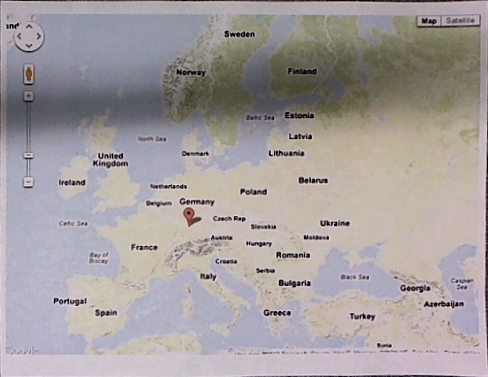 Map Satellite
Sweden
Norway
Finland
Baltic Sea
Estonia
North Sea
Latvia
Denmark
Lithuania
United
Kingdom
Ireland
Netherlands
Belarus
Belgium
Germany
Poland
Celtic Sea
Czech Rep
Ukraine
Slovakia
Austria
Moldova
France
Hungary
Bay of
Biscay
Croatia
Romania
Serbia
Italy
Bulgaria
Black Sea
Georgia
Caspian
Sea
Portugal
Spain
Azerbaijan
Greece
Turkey
Syria